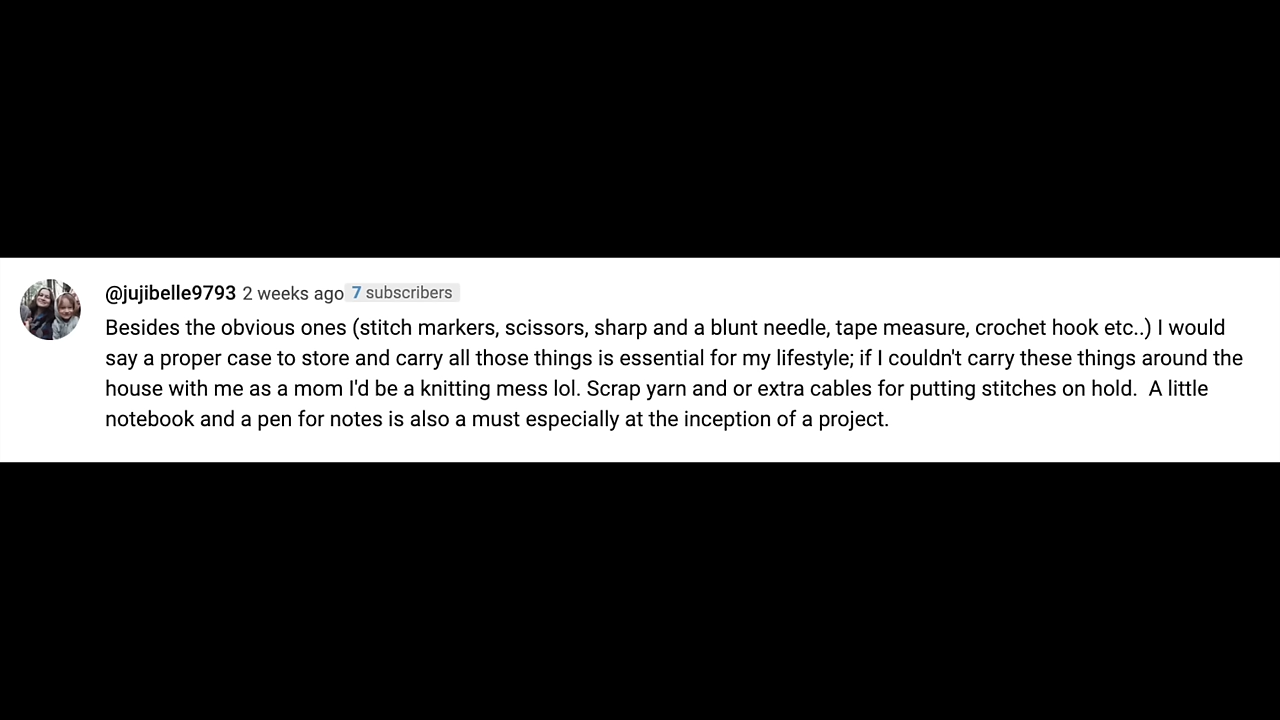 @jujibelle9793 2 weeks ago 7 subscribers
Besides the obvious ones (stitch markers, scissors, sharp and a blunt needle, tape measure, crochet hook etc..) I would
say a proper case to store and carry all those things is essential for my lifestyle; if I couldn't carry these things around the
house with me as a mom I'd be a knitting mess lol. Scrap yarn and or extra cables for putting stitches on hold.  A little
notebook and a pen for notes is also a must especially at the inception of a project.